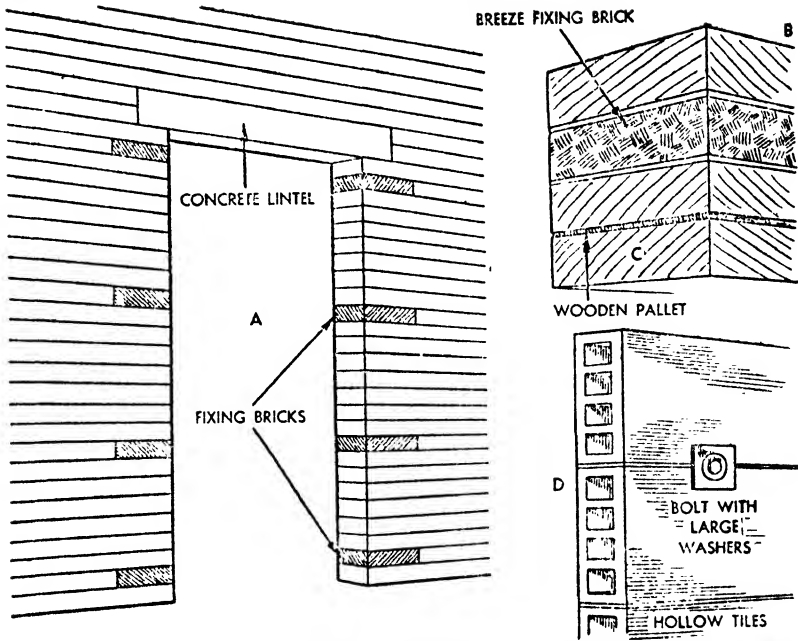 BREEZE FIXING BRICK
B
CONCRETE LINTEL
C
WOODEN PALLET
A
FIXING BRICKS
D
BOLT WITH
LARGE
WASHERS
HOLLOW TILES